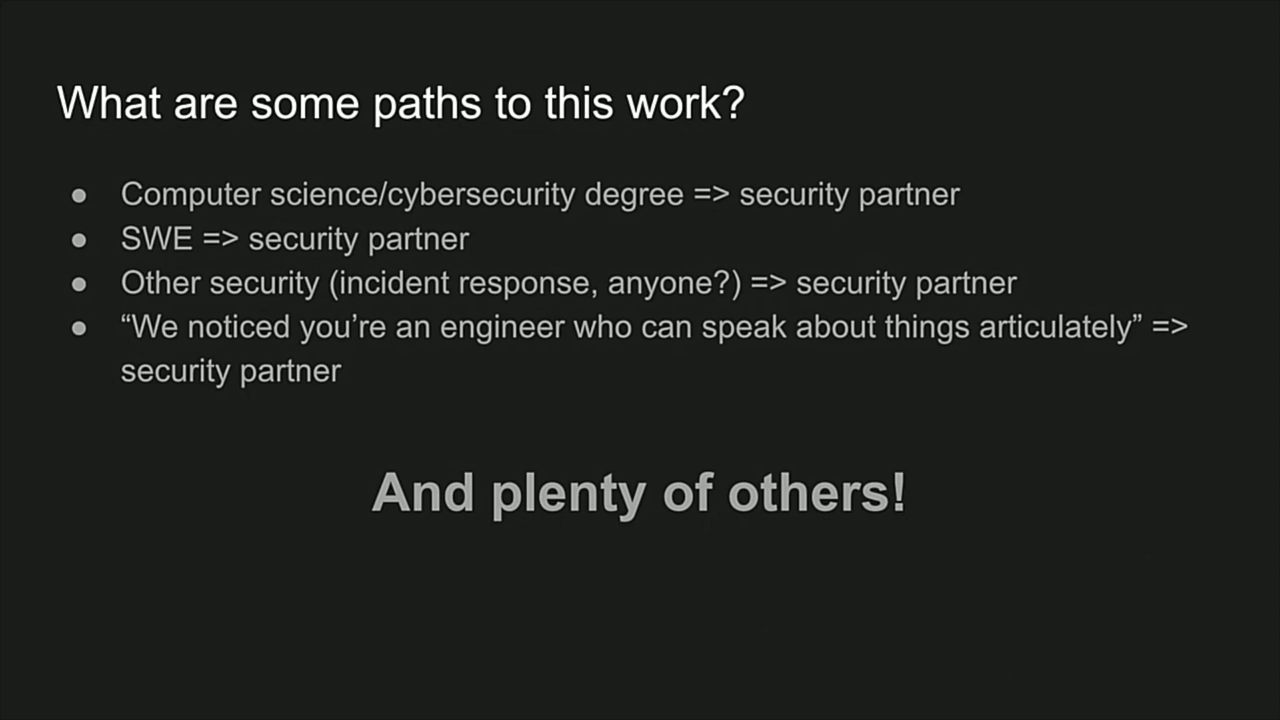 What are some paths to this work?
● Computer science/cybersecurity degree => security partner
● SWE => security partner
● Other security (incident response, anyone?) => security partner
● “We noticed you’re an engineer who can speak about things articulately” =>
security partner
And plenty of others!